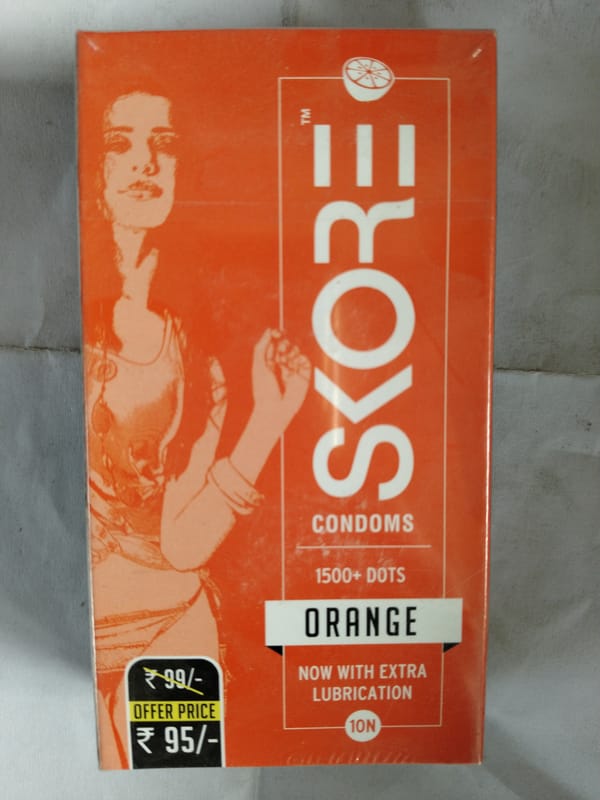 SKORE™
CONDOMS
1500+ DOTS
ORANGE
NOW WITH EXTRA
LUBRICATION
10N
₹ 99/-
OFFER PRICE
₹ 95/-